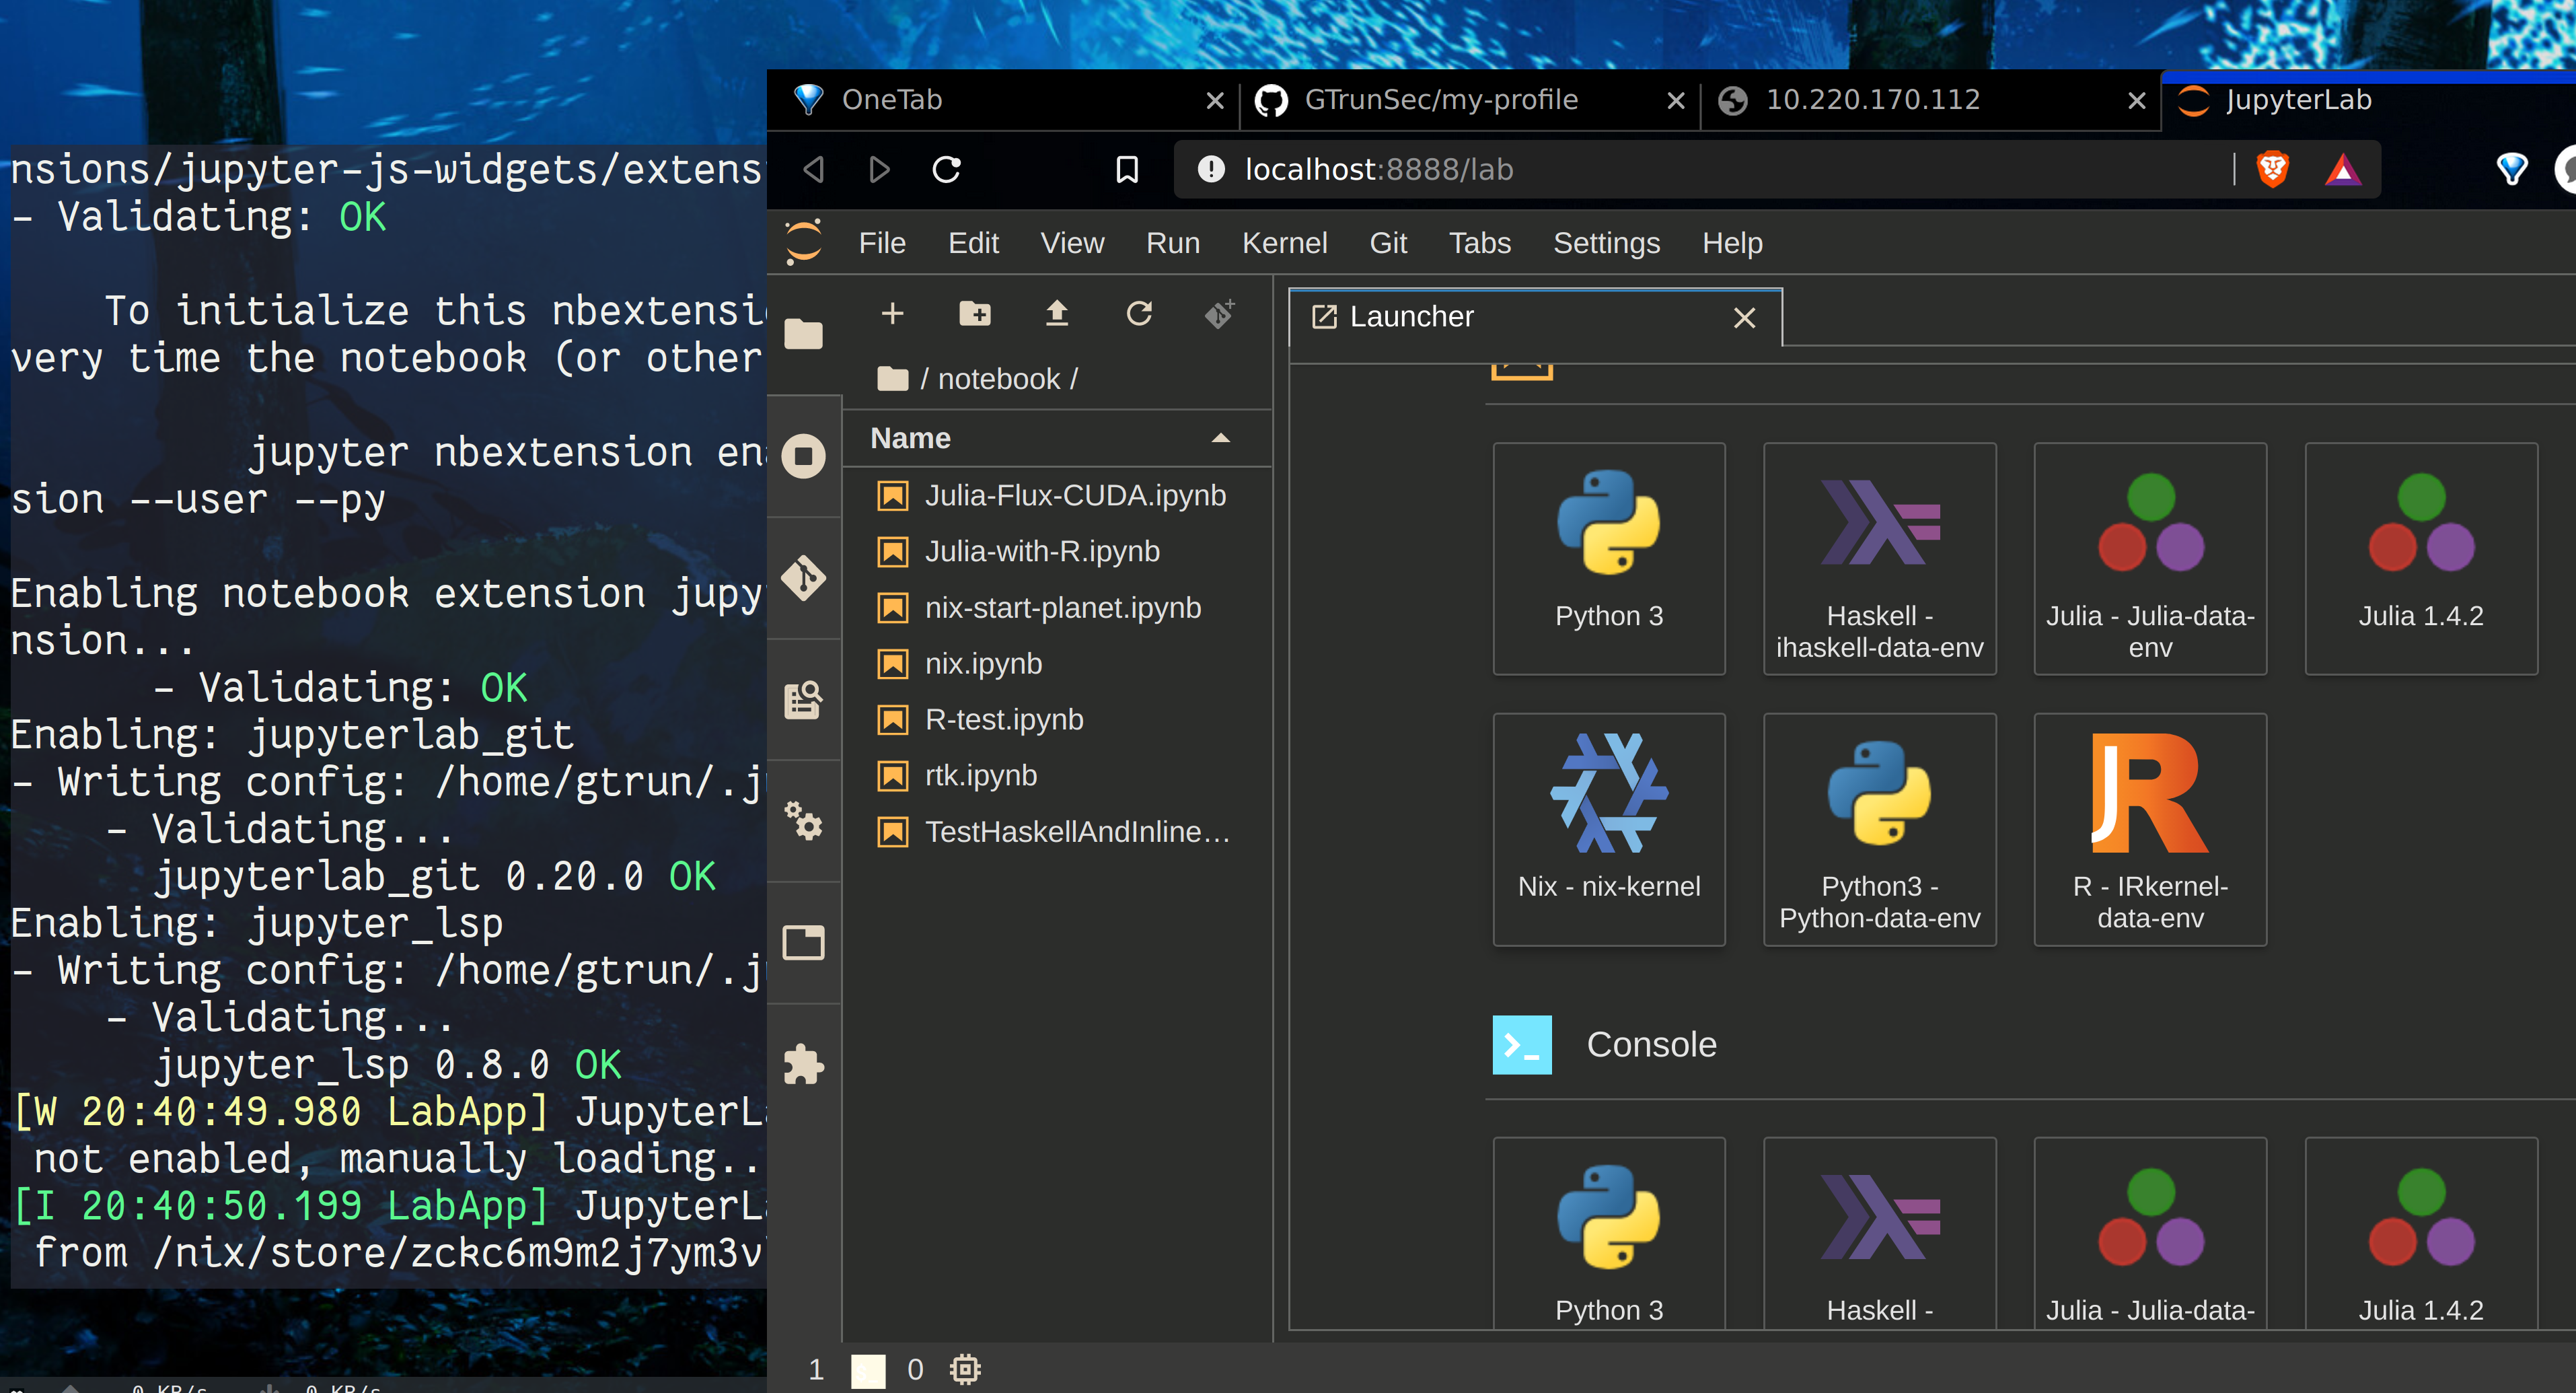 nsions/jupyter-js-widgets/extens
- Validating: OK
To initialize this nbextensi
very time the notebook (or other
jupyter nbextension en
sion --user --py
Enabling notebook extension jupy
nsion...
- Validating: OK
Enabling: jupyterlab_git
- Writing config: /home/gtrun/.j
- Validating...
jupyterlab_git 0.20.0 OK
Enabling: jupyter_lsp
- Writing config: /home/gtrun/.j
- Validating...
jupyter_lsp 0.8.0 OK
[W 20:40:49.980 LabApp] JupyterL
not enabled, manually loading..
[I 20:40:50.199 LabApp] JupyterL
from /nix/store/zckc6m9m2j7ym3v
0 KB/s 0 KB/s
OneTab
GTrunSec/my-profile
10.220.170.112
JupyterLab
localhost:8888/lab
File Edit View Run Kernel Git Tabs Settings Help
/ notebook /
Name
Julia-Flux-CUDA.ipynb
Julia-with-R.ipynb
nix-start-planet.ipynb
nix.ipynb
R-test.ipynb
rtk.ipynb
TestHaskellAndInline…
Launcher
Python 3
Haskell -
ihaskell-data-env
Julia - Julia-data-
env
Julia 1.4.2
Nix - nix-kernel
Python3 -
Python-data-env
R - IRkernel-
data-env
Console
Python 3
Haskell -
Julia - Julia-data-
Julia 1.4.2
1 0